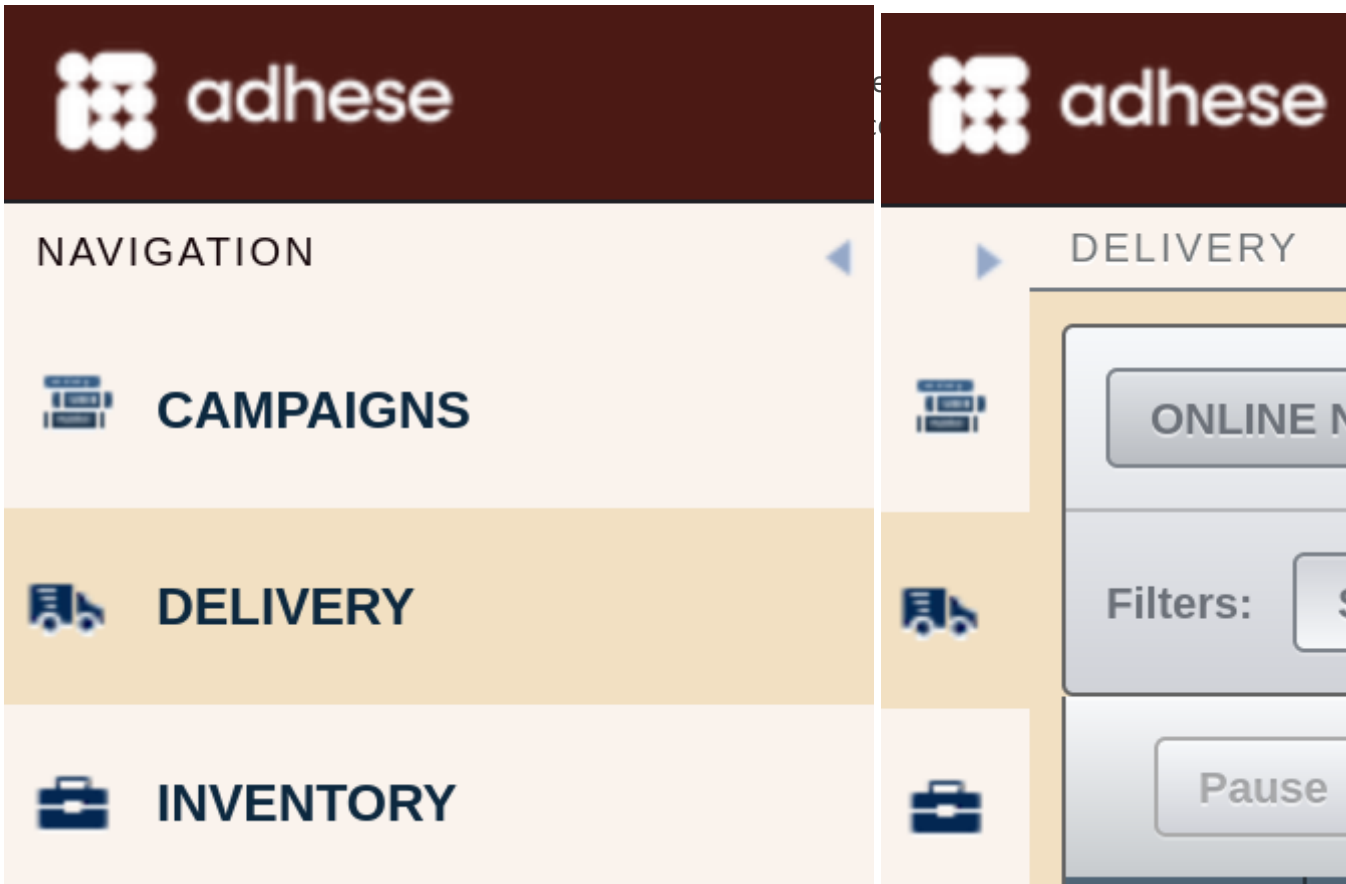 adhese
NAVIGATION
CAMPAIGNS
DELIVERY
INVENTORY
adhese
DELIVERY
ONLINE
Filters:
Pause